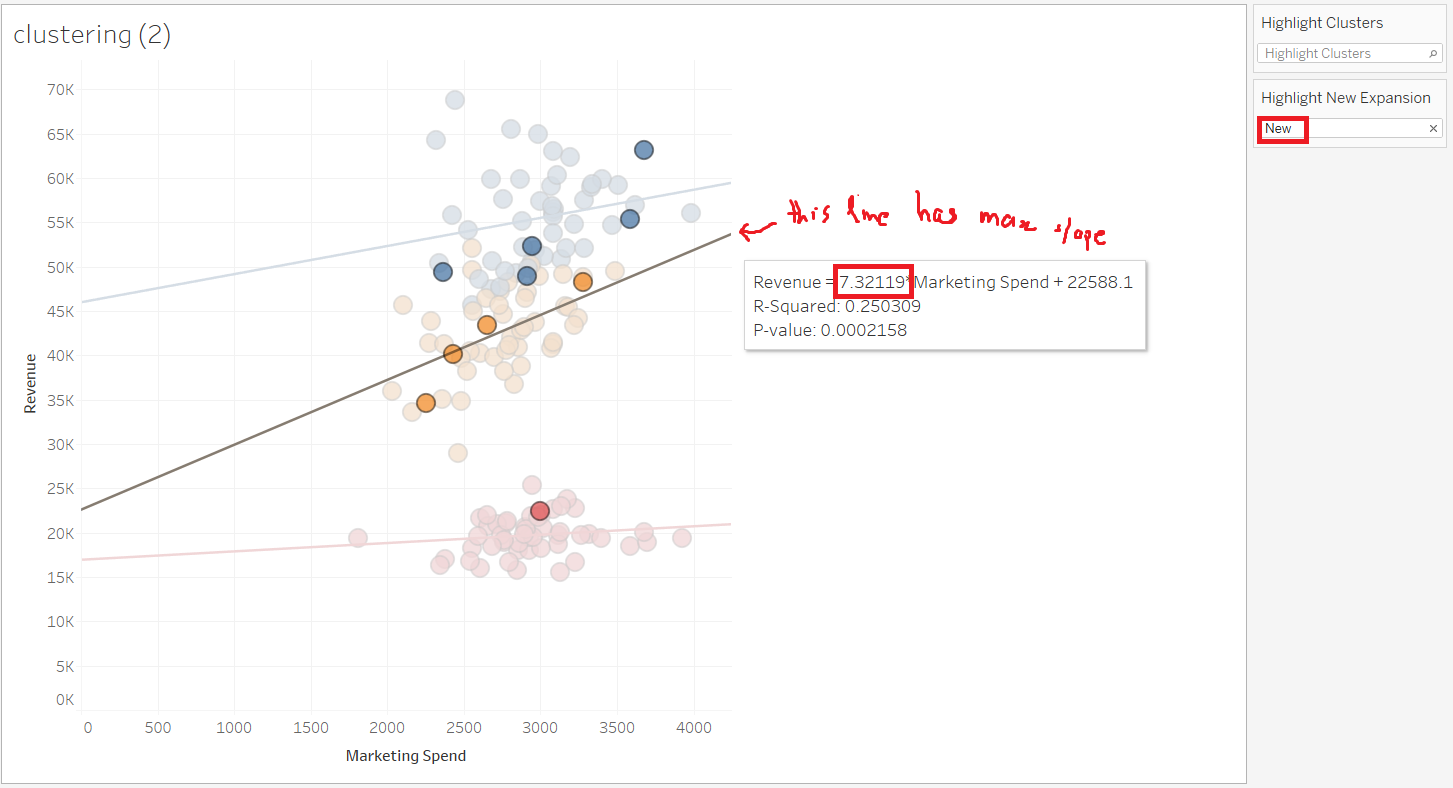 clustering (2)
Highlight Clusters
Highlight Clusters
Highlight New Expansion
New
×
70K
65K
60K
55K
50K
45K
40K
35K
30K
25K
20K
15K
10K
5K
0K
Revenue
this line has max slope
Revenue = 7.32119* Marketing Spend + 22588.1
R-Squared: 0.250309
P-value: 0.0002158
0 500 1000 1500 2000 2500 3000 3500 4000
Marketing Spend